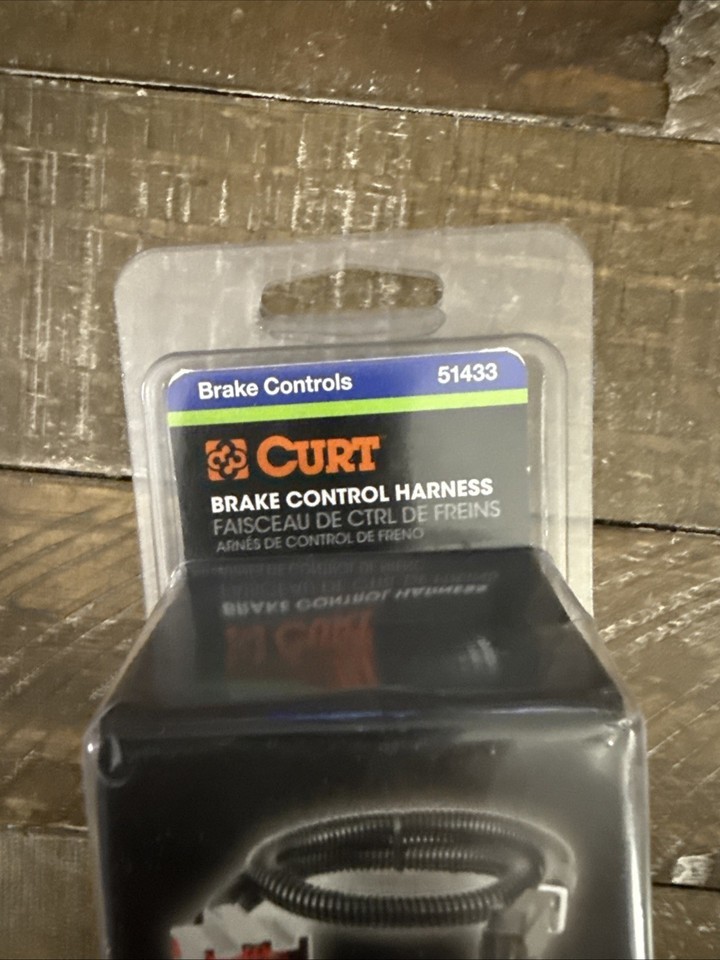 Brake Controls 51433
CURT
BRAKE CONTROL HARNESS
FAISCEAU DE CTRL DE FREINS
ARNÉS DE CONTROL DE FRENO